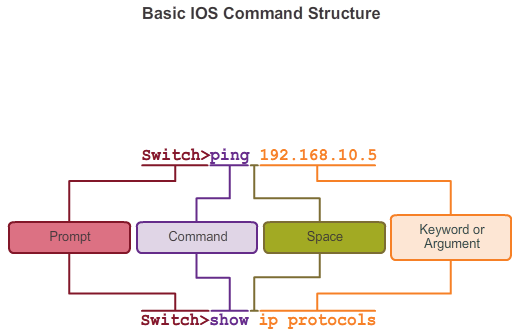 Basic IOS Command Structure
Switch>ping 192.168.10.5
Prompt
Command
Space
Keyword or
Argument
Switch>show ip protocols